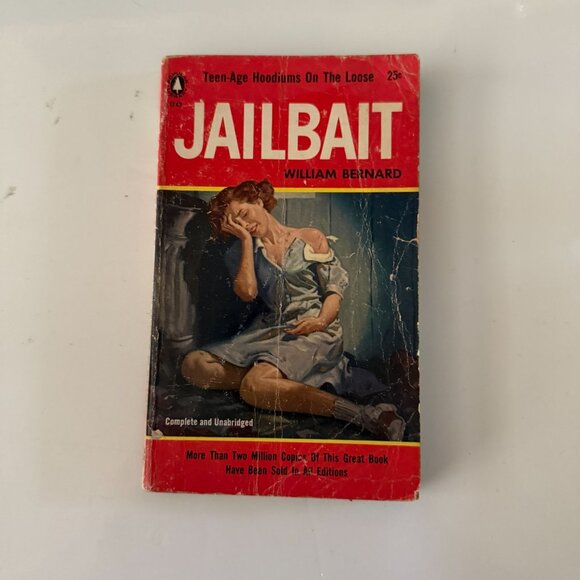 Teen-Age Hoodlums On The Loose 25¢
JAILBAIT
WILLIAM BERNARD
Complete and Unabridged
More Than Two Million Copies Of This Great Book
Have Been Sold In All Editions